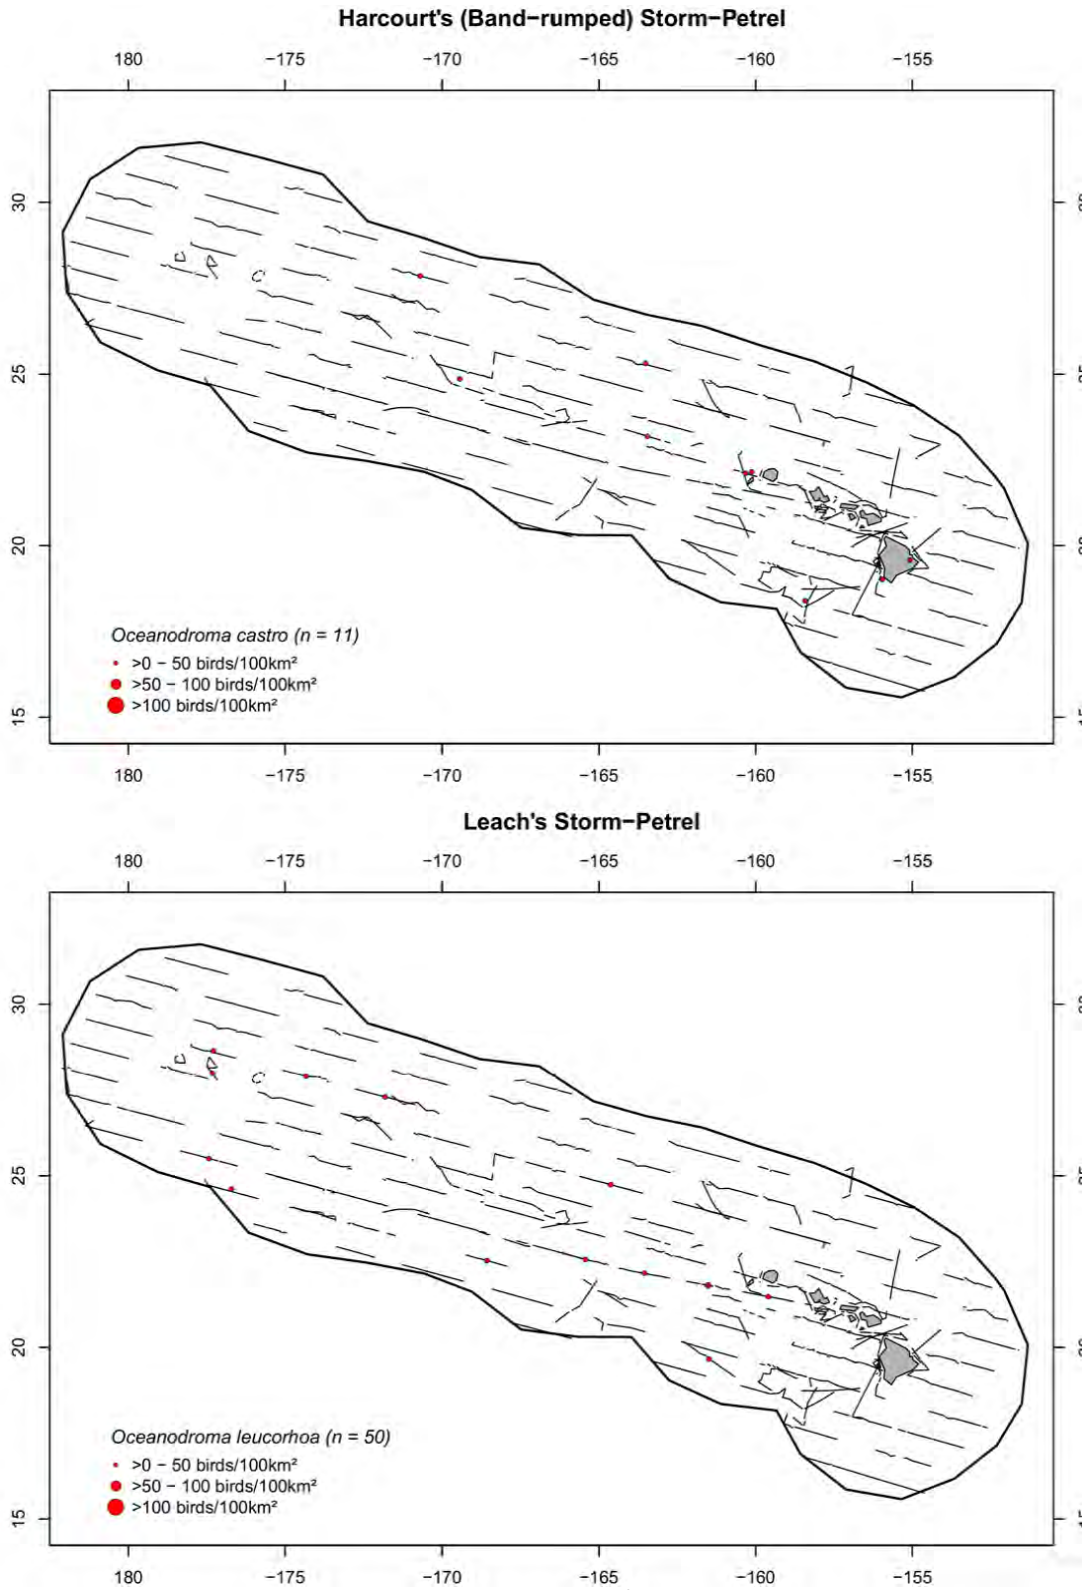 Harcourt's (Band−rumped) Storm−Petrel
180 −175 −170 −165 −160 −155
30
25
20
15
Oceanodroma castro (n = 11)
>0 − 50 birds/100km²
>50 − 100 birds/100km²
>100 birds/100km²
180 −175 −170 −165 −160 −155
Leach's Storm−Petrel
180 −175 −170 −165 −160 −155
30
25
20
15
Oceanodroma leucorhoa (n = 50)
>0 − 50 birds/100km²
>50 − 100 birds/100km²
>100 birds/100km²
180 −175 −170 −165 −160 −155